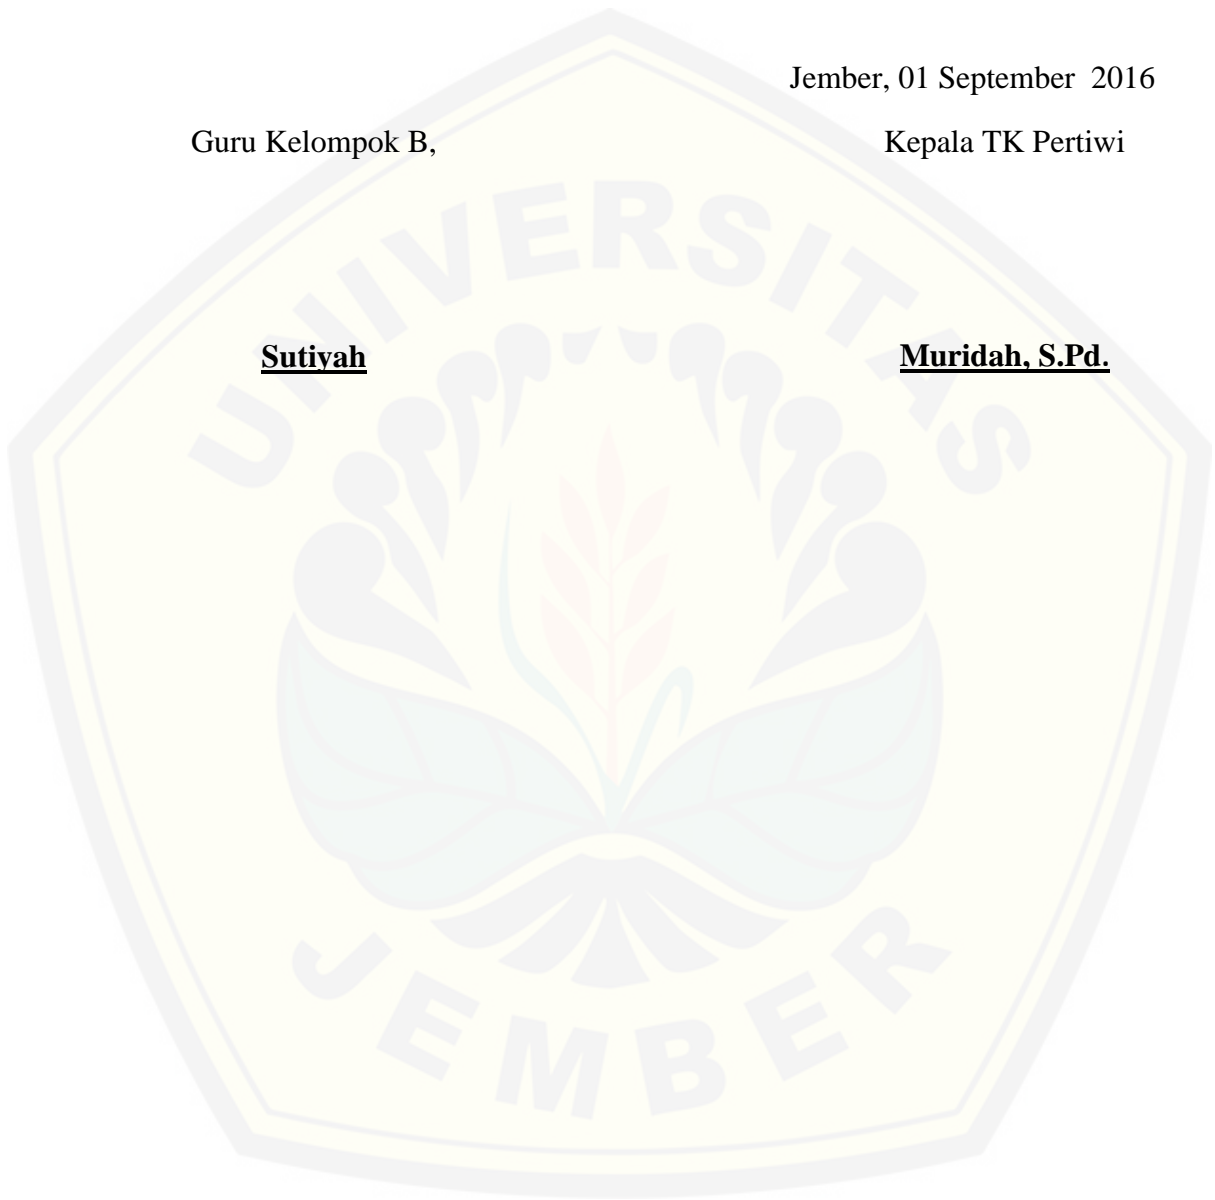 Jember, 01 September 2016
Guru Kelompok B, Kepala TK Pertiwi
UNIVERSITAS
Sutiyah Muridah, S.Pd.
JEMBER